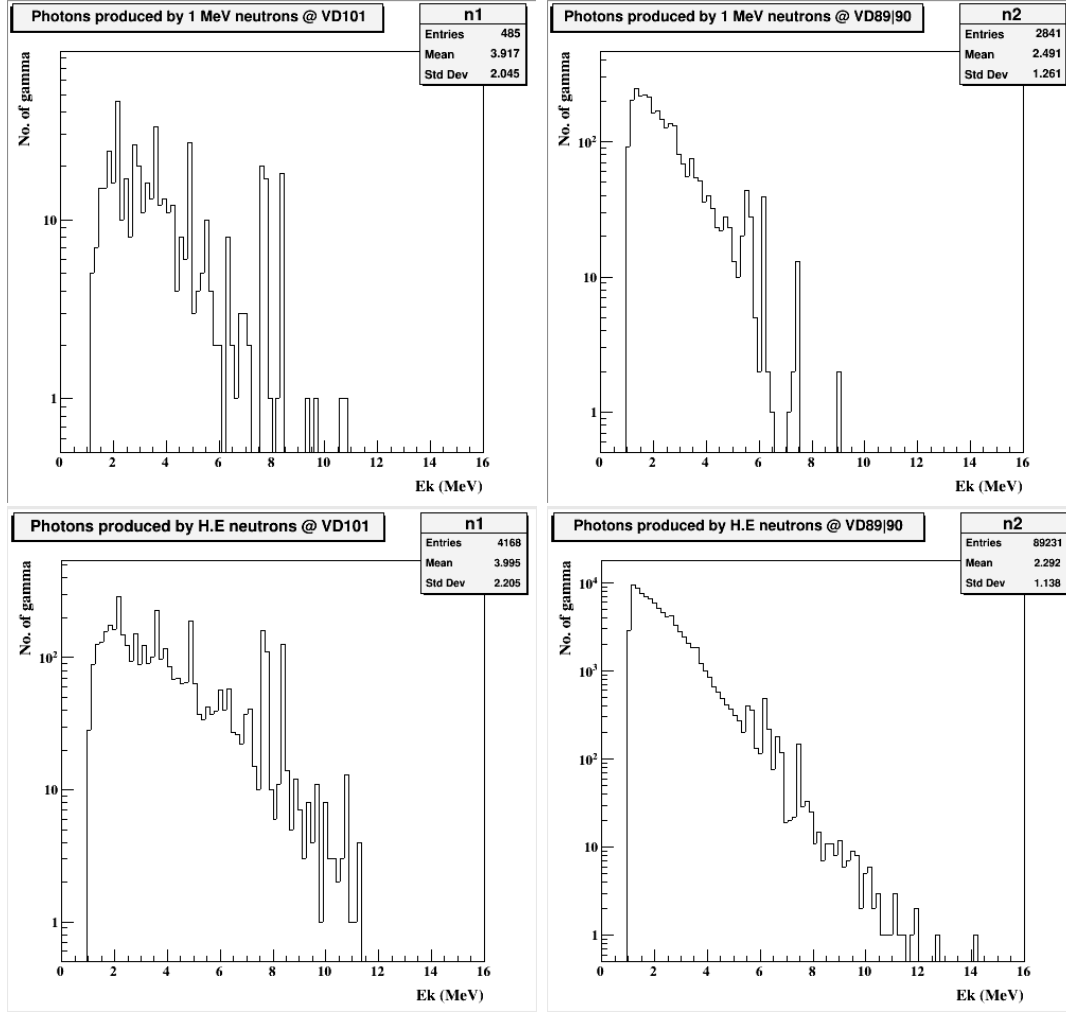 Photons produced by 1 MeV neutrons @ VD101
n1
Entries 485
Mean 3.917
Std Dev 2.045
No. of gamma
10
1
0 2 4 6 8 10 12 14 16
Ek (MeV)
Photons produced by 1 MeV neutrons @ VD89|90
n2
Entries 2841
Mean 2.491
Std Dev 1.261
No. of gamma
10²
10
1
0 2 4 6 8 10 12 14 16
Ek (MeV)
Photons produced by H.E neutrons @ VD101
n1
Entries 4168
Mean 3.995
Std Dev 2.205
No. of gamma
10²
10
1
0 2 4 6 8 10 12 14 16
Ek (MeV)
Photons produced by H.E neutrons @ VD89|90
n2
Entries 89231
Mean 2.292
Std Dev 1.138
No. of gamma
10⁴
10³
10²
10
1
0 2 4 6 8 10 12 14 16
Ek (MeV)